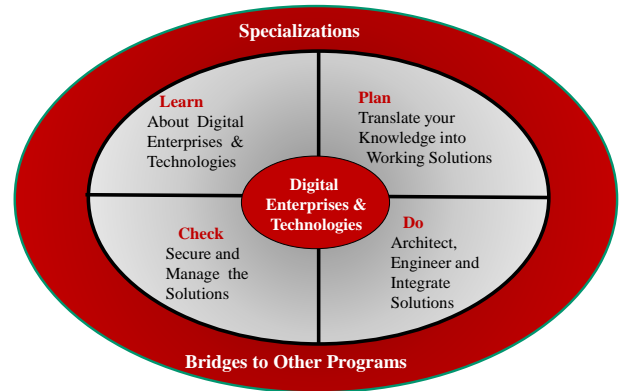 Specializations
Learn
About Digital
Enterprises &
Technologies
Plan
Translate your
Knowledge into
Working Solutions
Digital
Enterprises &
Technologies
Check
Secure and
Manage the
Solutions
Do
Architect,
Engineer and
Integrate
Solutions
Bridges to Other Programs